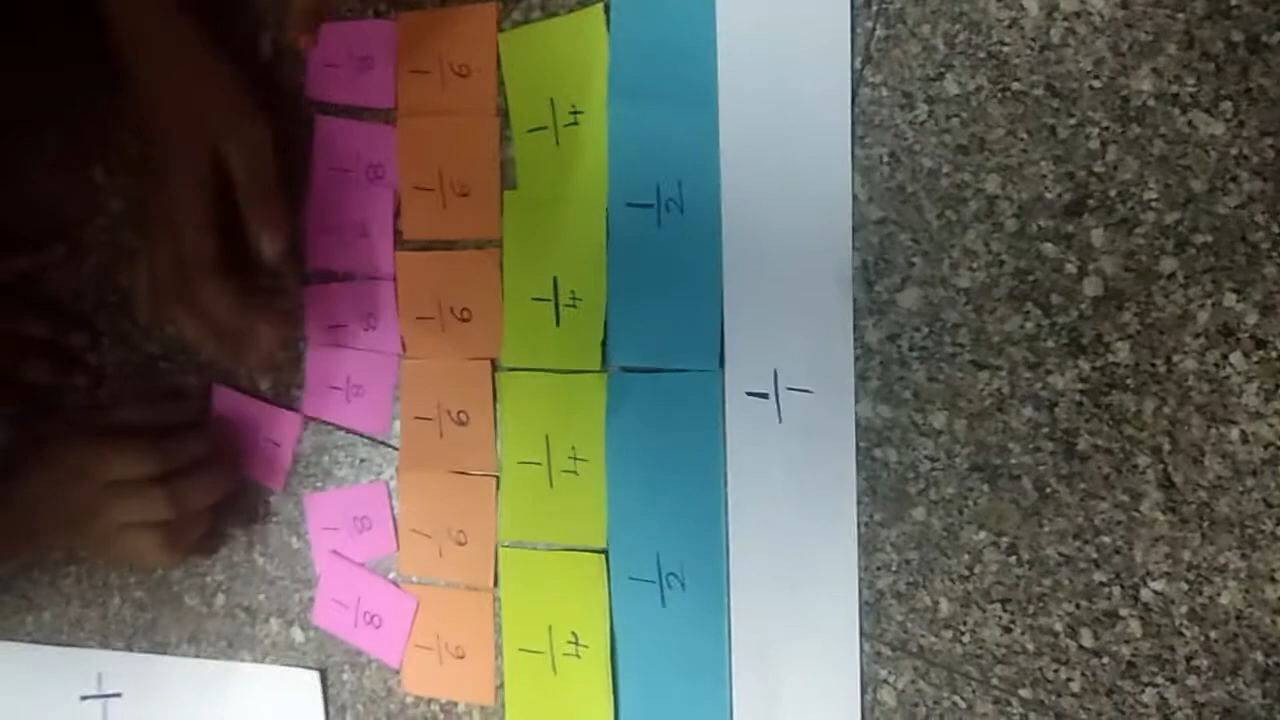 1/8 1/8 1 1/8 1/8 1/8 1/8
1/6 1/6 1/6 1/6 1/6 1/6
1/4 1/4 1/4 1/4
1/2 1/2
1/1